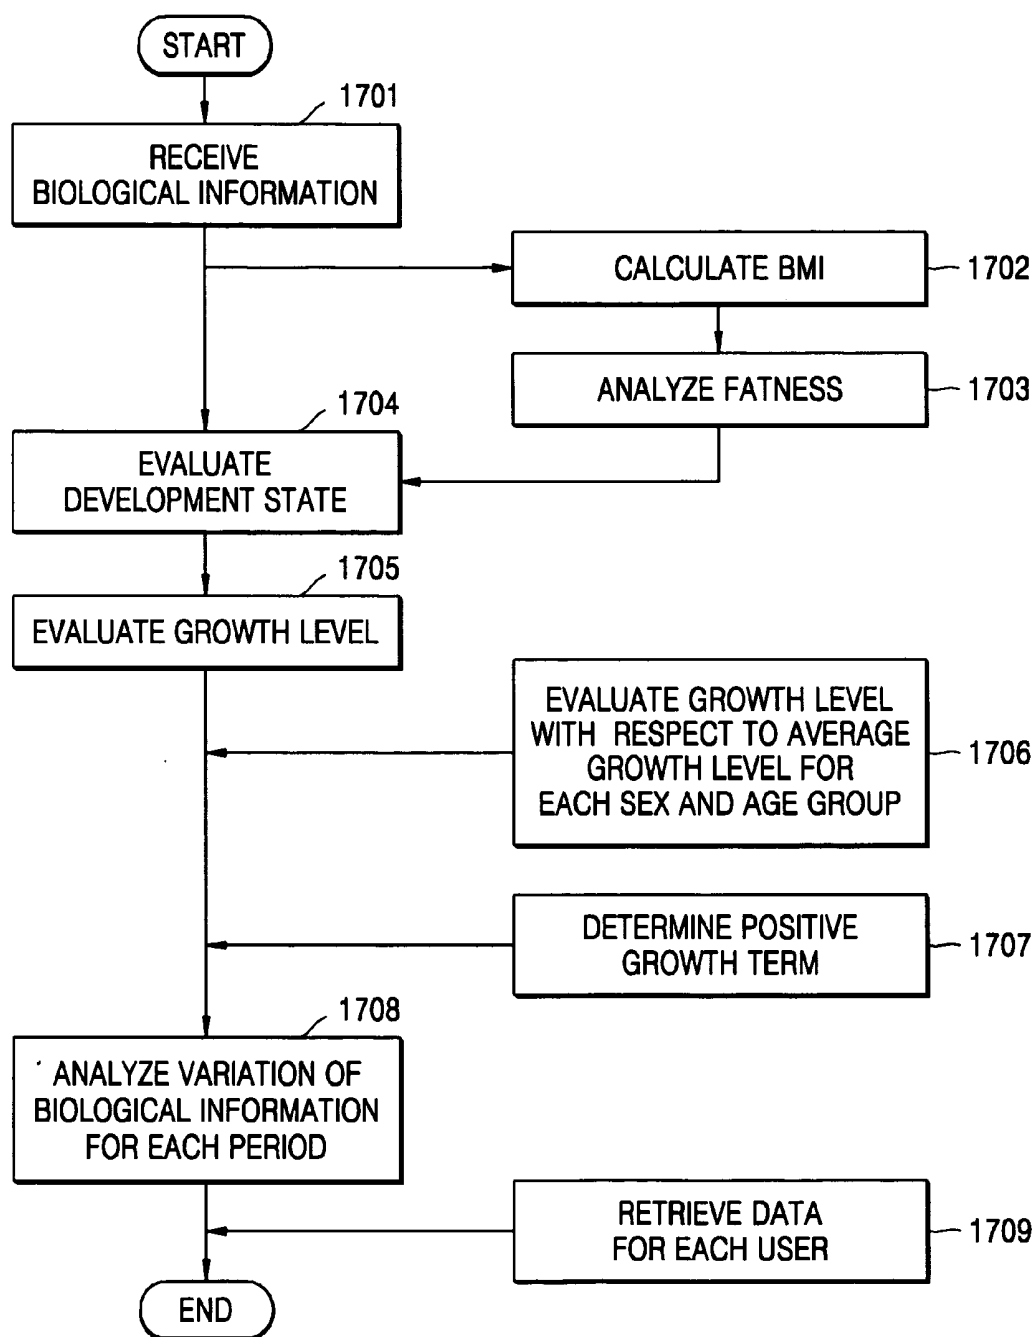 START
1701
RECEIVE
BIOLOGICAL INFORMATION
CALCULATE BMI
1702
ANALYZE FATNESS
1703
1704
EVALUATE
DEVELOPMENT STATE
1705
EVALUATE GROWTH LEVEL
EVALUATE GROWTH LEVEL
WITH RESPECT TO AVERAGE
GROWTH LEVEL FOR
EACH SEX AND AGE GROUP
1706
DETERMINE POSITIVE
GROWTH TERM
1707
1708
ANALYZE VARIATION OF
BIOLOGICAL INFORMATION
FOR EACH PERIOD
RETRIEVE DATA
FOR EACH USER
1709
END